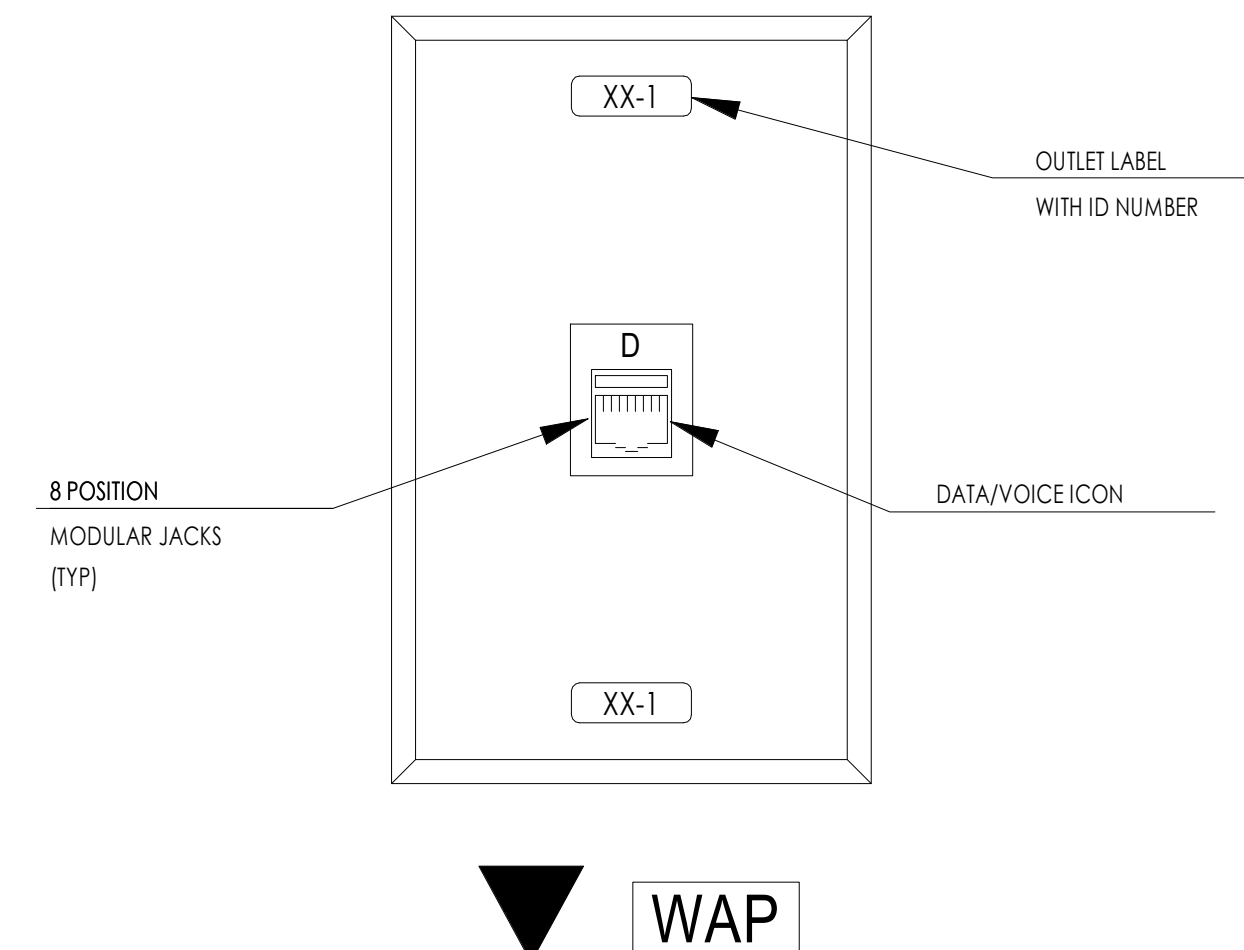 XX-1
OUTLET LABEL
WITH ID NUMBER
D
8 POSITION
MODULAR JACKS
(TYP)
DATA/VOICE ICON
XX-1
WAP